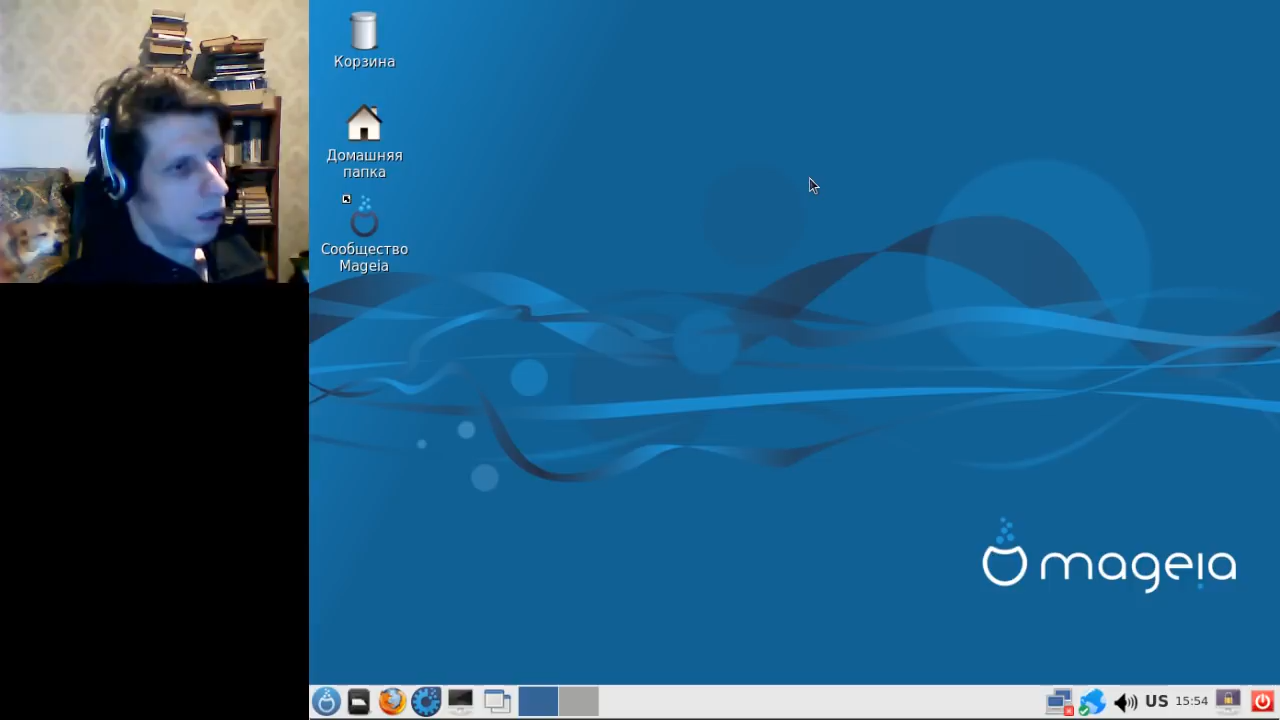 Корзина
Домашняя
папка
Сообщество
Mageia
mageia
US 15:54